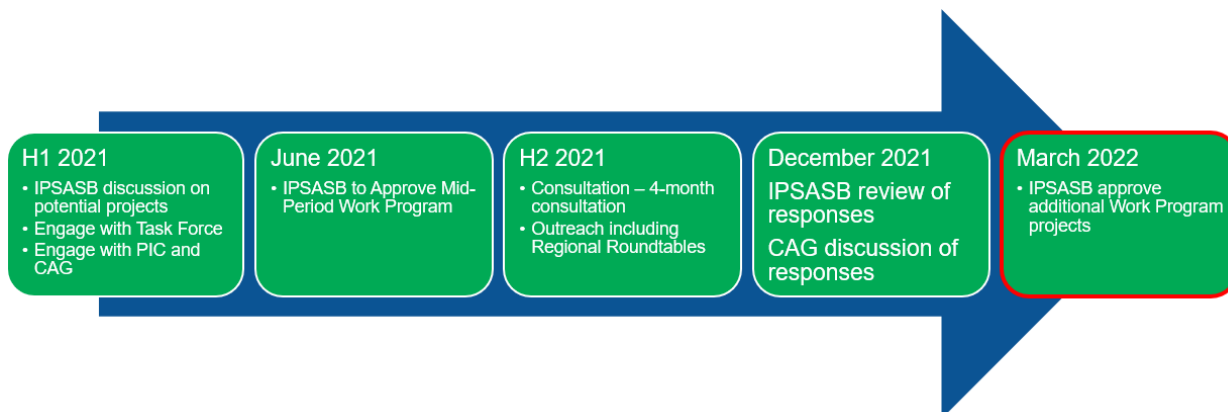 H1 2021
• IPSASB discussion on
potential projects
• Engage with Task Force
• Engage with PIC and
CAG
June 2021
• IPSASB to Approve Mid-
Period Work Program
H2 2021
• Consultation – 4-month
consultation
• Outreach including
Regional Roundtables
December 2021
IPSASB review of
responses
CAG discussion of
responses
March 2022
• IPSASB approve
additional Work Program
projects